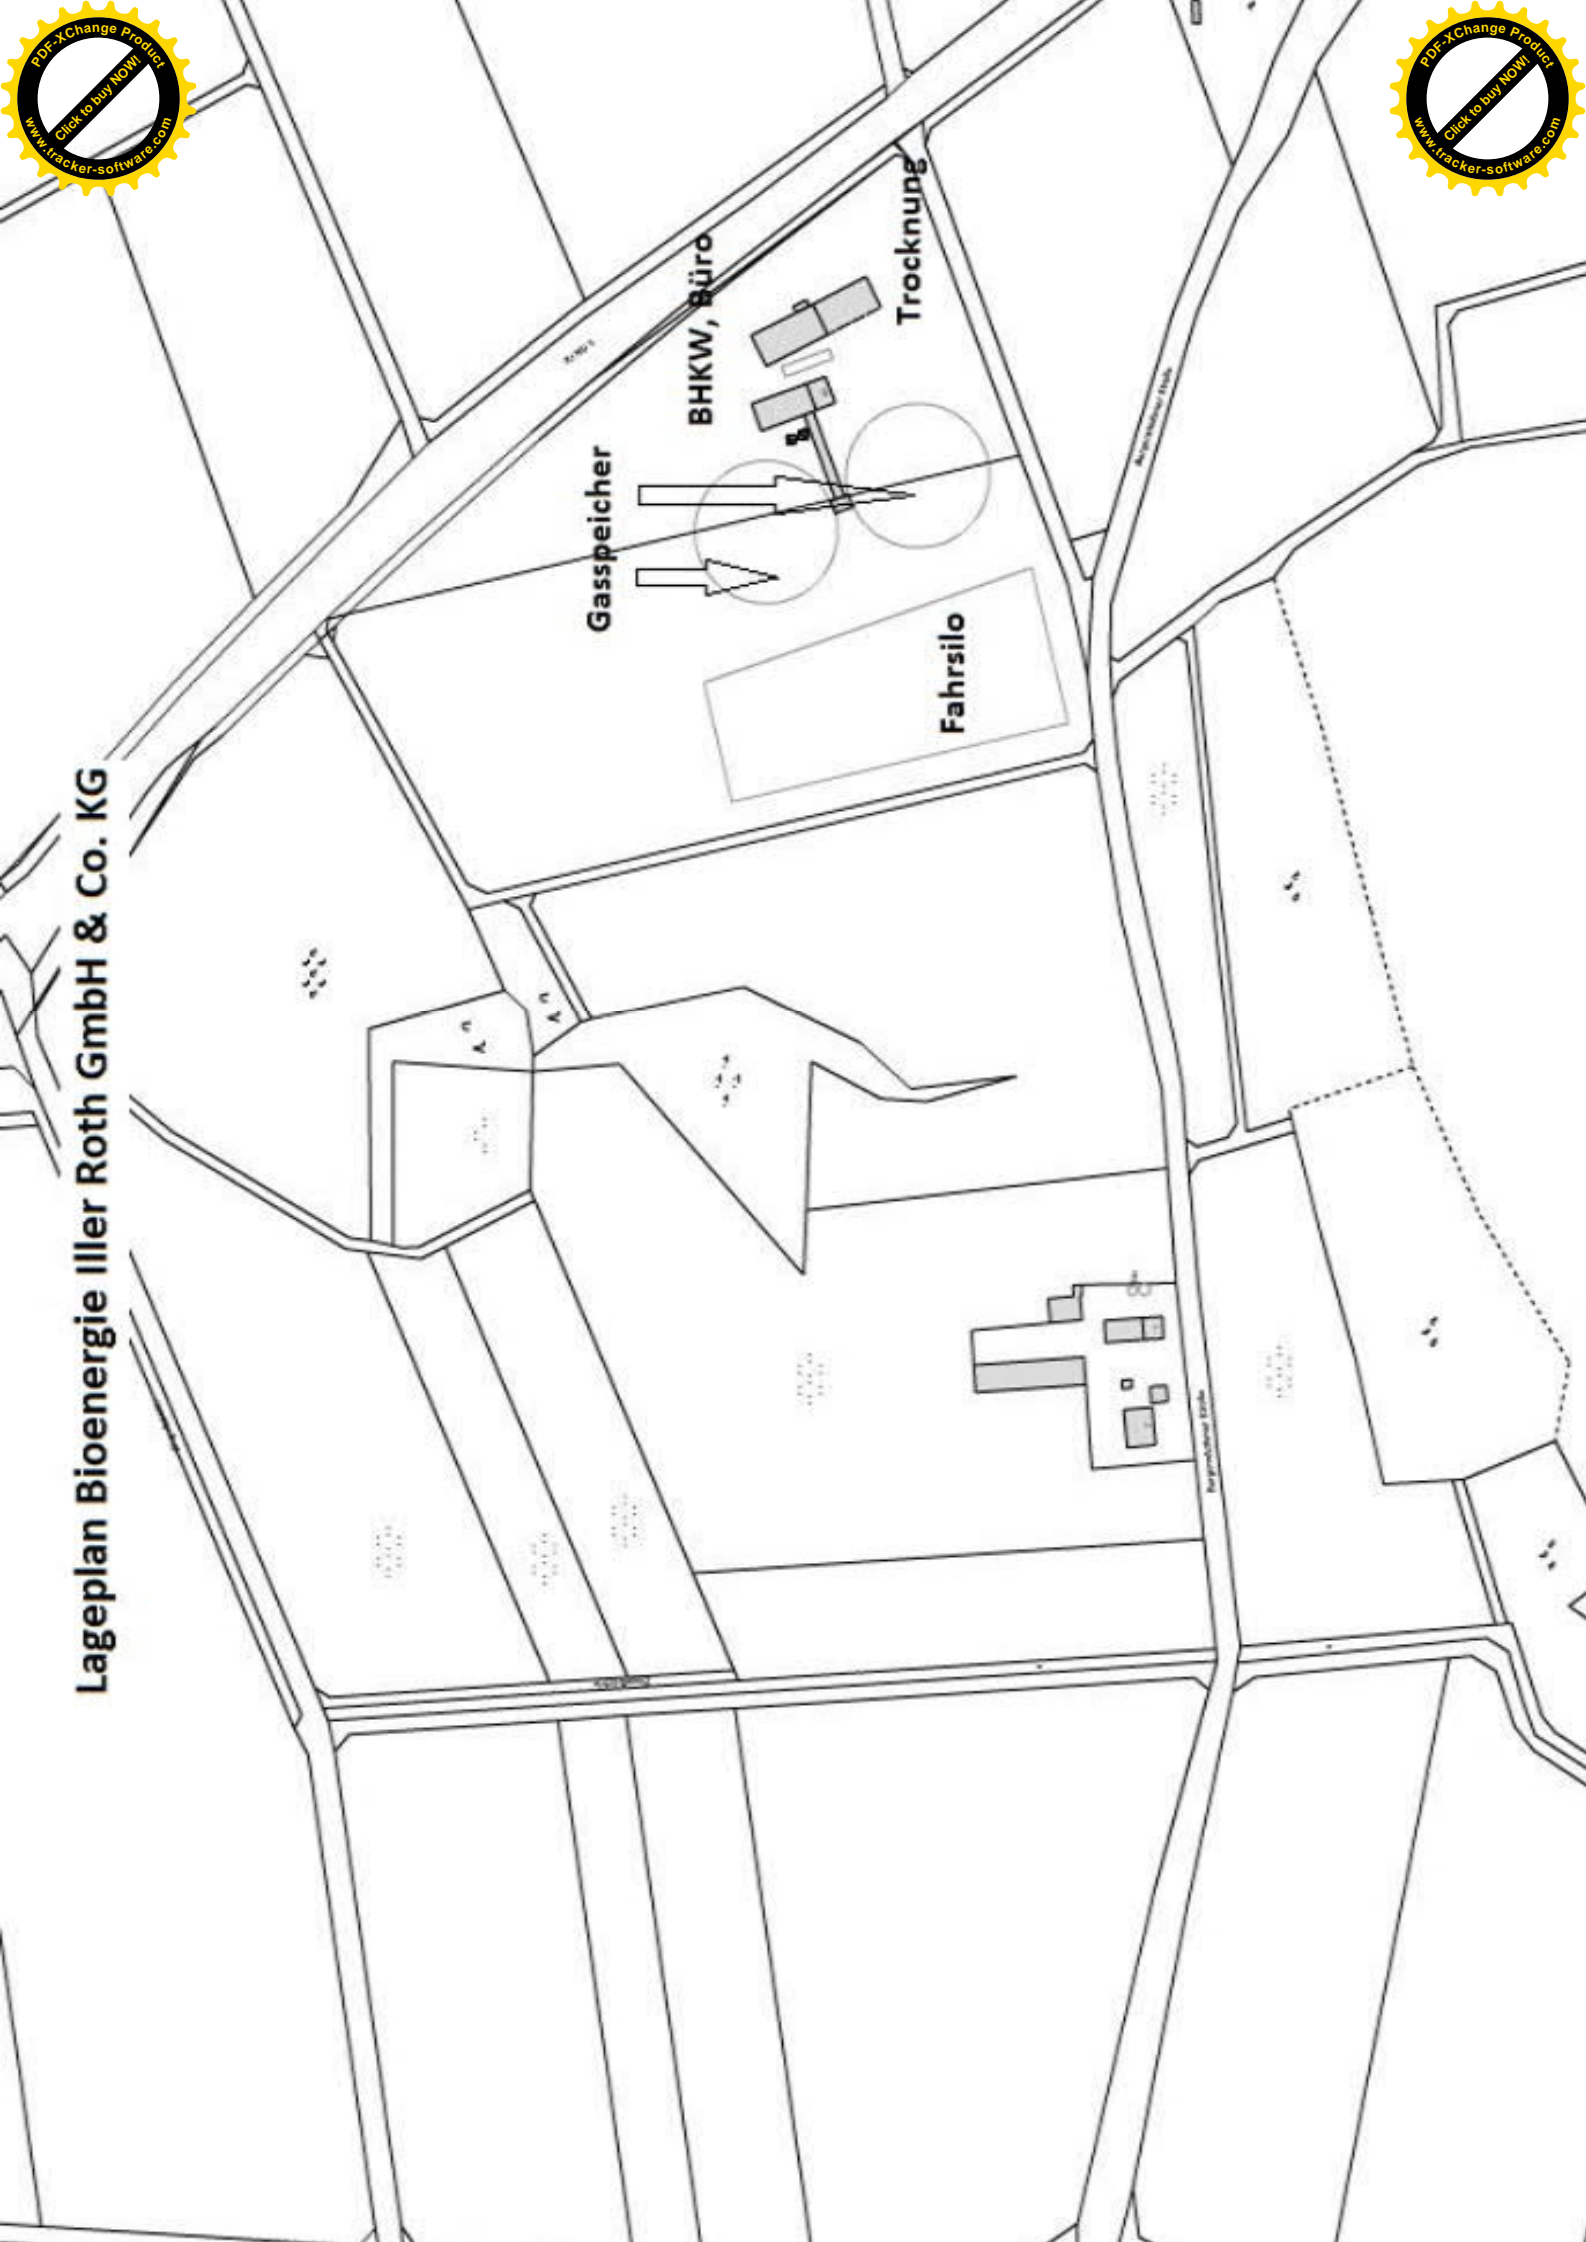 Lageplan Bioenergie Iller Roth GmbH & Co. KG
Gasspeicher
BHKW, Büro
Trocknung
Fahrsilo
PDF-XChange Product
Click to buy NOW!
www.tracker-software.com
PDF-XChange Product
Click to buy NOW!
www.tracker-software.com